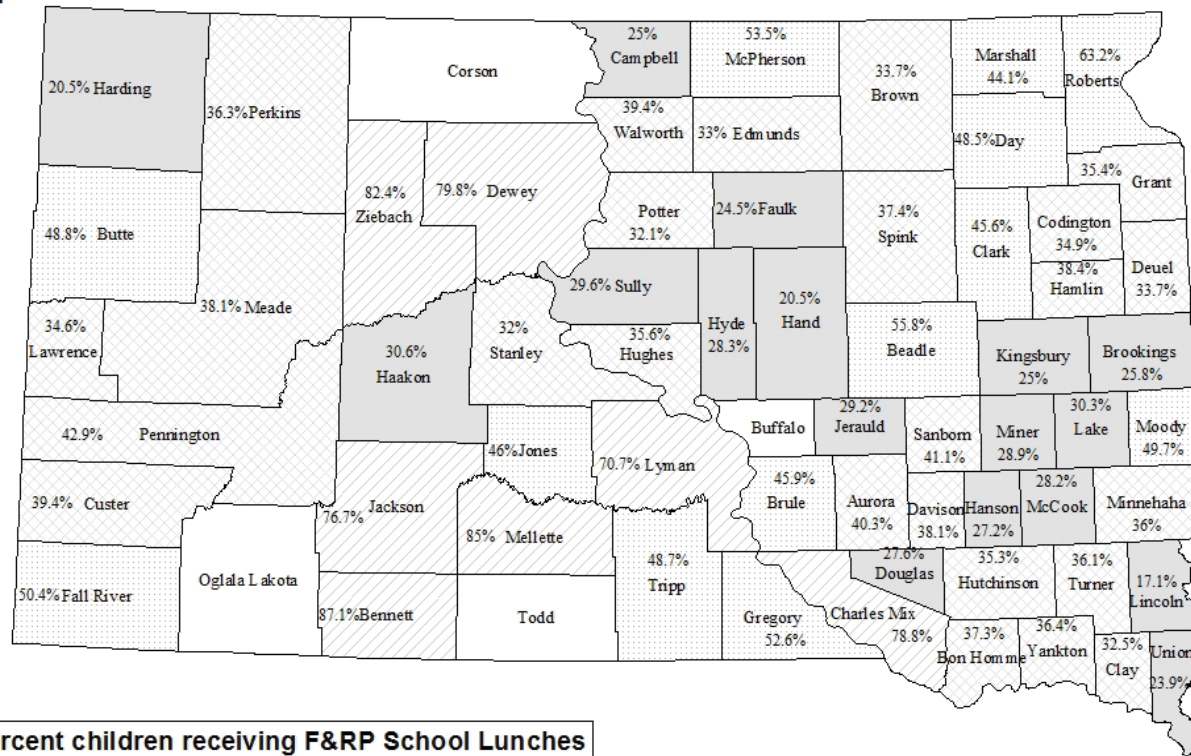 20.5% Harding
36.3%Perkins
Corson
25%
Campbell
53.5%
McPherson
33.7%
Brown
Marshall
44.1%
63.2%
Roberts
39.4%
Walworth
33% Edmunds
48.5%Day
35.4%
Grant
82.4%
Ziebach
79.8% Dewey
Potter
32.1%
24.5%Faulk
37.4%
Spink
45.6%
Clark
Codington
34.9%
38.4%
Hamlin
Deuel
33.7%
48.8% Butte
38.1% Meade
34.6%
Lawrence
29.6% Sully
Hyde
28.3%
20.5%
Hand
55.8%
Beadle
Kingsbury
25%
Brookings
25.8%
30.6%
Haakon
32%
Stanley
35.6%
Hughes
42.9% Pennington
46%Jones
70.7% Lyman
Buffalo
29.2%
Jerauld
Sanborn
41.1%
Miner
28.9%
30.3%
Lake
Moody
49.7%
39.4% Custer
76.7% Jackson
85% Mellette
45.9%
Brule
Aurora
40.3%
Davison
38.1%
Hanson
27.2%
28.2%
McCook
Minnehaha
36%
50.4%Fall River
Oglala Lakota
87.1%Bennett
Todd
48.7%
Tripp
Gregory
52.6%
Charles Mix
78.8%
27.6%
Douglas
35.3%
Hutchinson
36.1%
Turner
17.1%
Lincoln
37.3%
Bon Homme
36.4%
Yankton
32.5%
Clay
Union
23.9%
rcent children receiving F&RP School Lunches